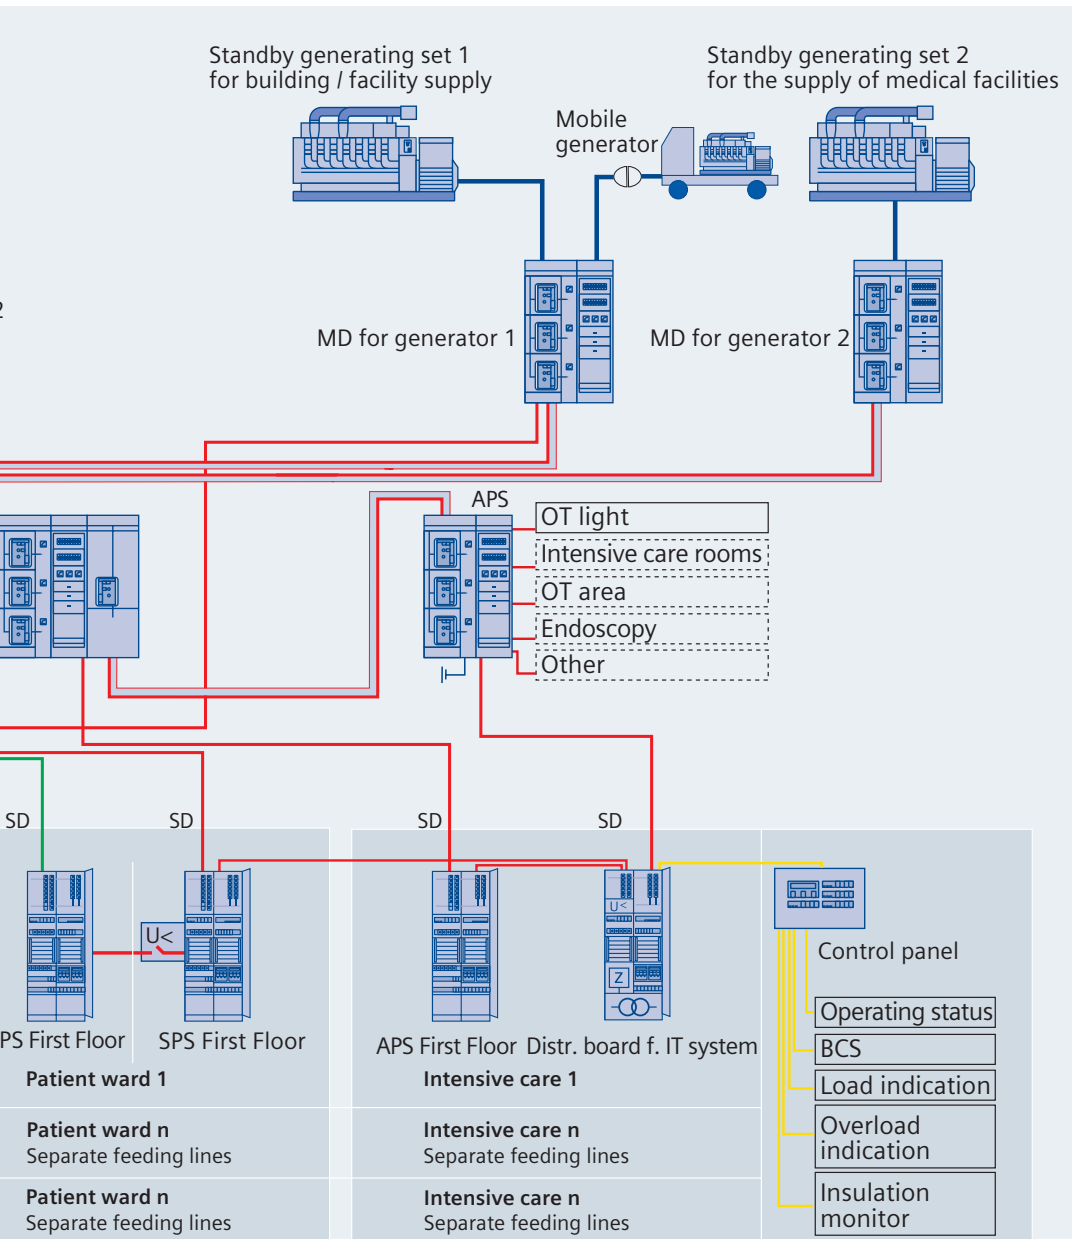 Standby generating set 1
for building / facility supply
Standby generating set 2
for the supply of medical facilities
Mobile
generator
2
MD for generator 1
MD for generator 2
APS
OT light
Intensive care rooms
OT area
Endoscopy
Other
SD
SD
SD
SD
U<
U<
Z
Control panel
PS First Floor
SPS First Floor
APS First Floor
Distr. board f. IT system
Operating status
BCS
Load indication
Overload
indication
Insulation
monitor
Patient ward 1
Intensive care 1
Patient ward n
Separate feeding lines
Intensive care n
Separate feeding lines
Patient ward n
Separate feeding lines
Intensive care n
Separate feeding lines